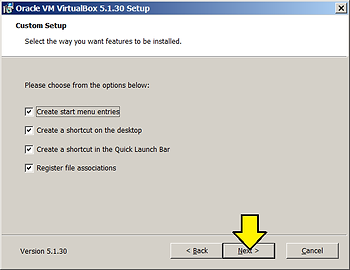 Oracle VM VirtualBox 5.1.30 Setup
Custom Setup
Select the way you want features to be installed.
Please choose from the options below:
Create start menu entries
Create a shortcut on the desktop
Create a shortcut in the Quick Launch Bar
Register file associations
Version 5.1.30
< Back
Next >
Cancel